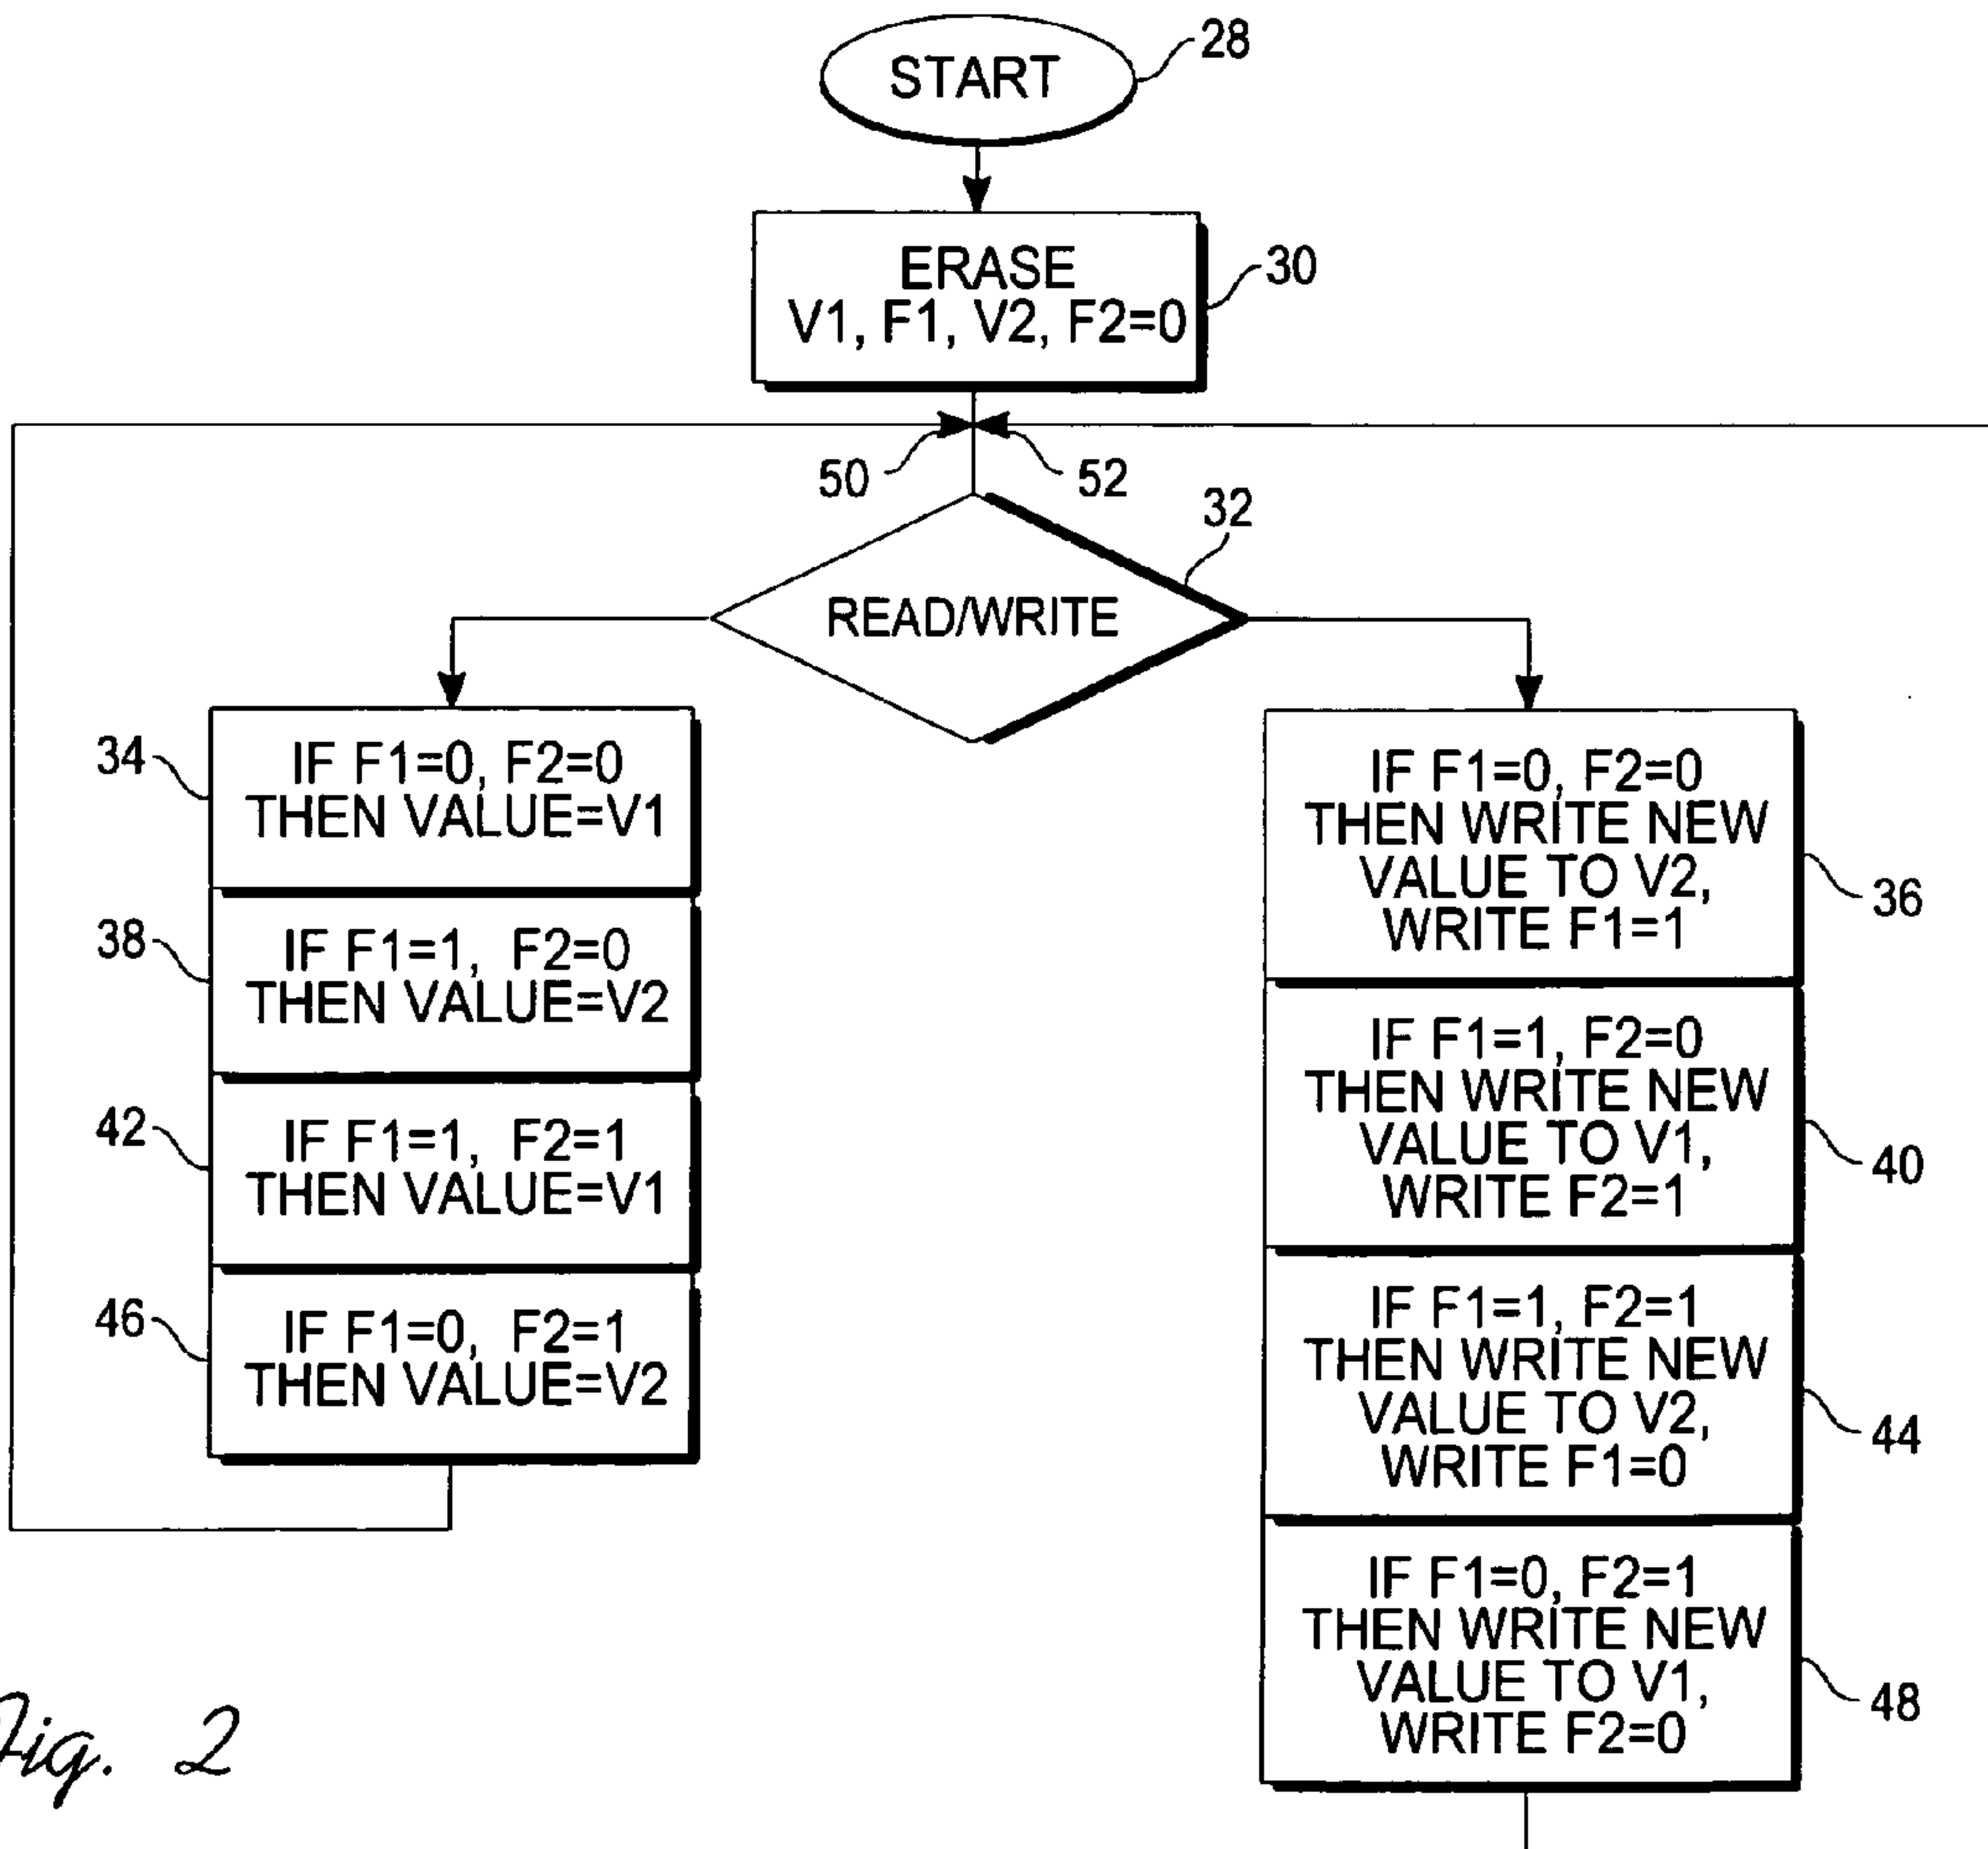 START
28
ERASE
V1, F1, V2, F2=0
30
50
52
32
READ/WRITE
34
IF F1=0, F2=0
THEN VALUE=V1
38
IF F1=1, F2=0
THEN VALUE=V2
42
IF F1=1, F2=1
THEN VALUE=V1
46
IF F1=0, F2=1
THEN VALUE=V2
IF F1=0, F2=0
THEN WRITE NEW
VALUE TO V2,
WRITE F1=1
36
IF F1=1, F2=0
THEN WRITE NEW
VALUE TO V1,
WRITE F2=1
40
IF F1=1, F2=1
THEN WRITE NEW
VALUE TO V2,
WRITE F1=0
44
IF F1=0, F2=1
THEN WRITE NEW
VALUE TO V1,
WRITE F2=0
48
Fig. 2